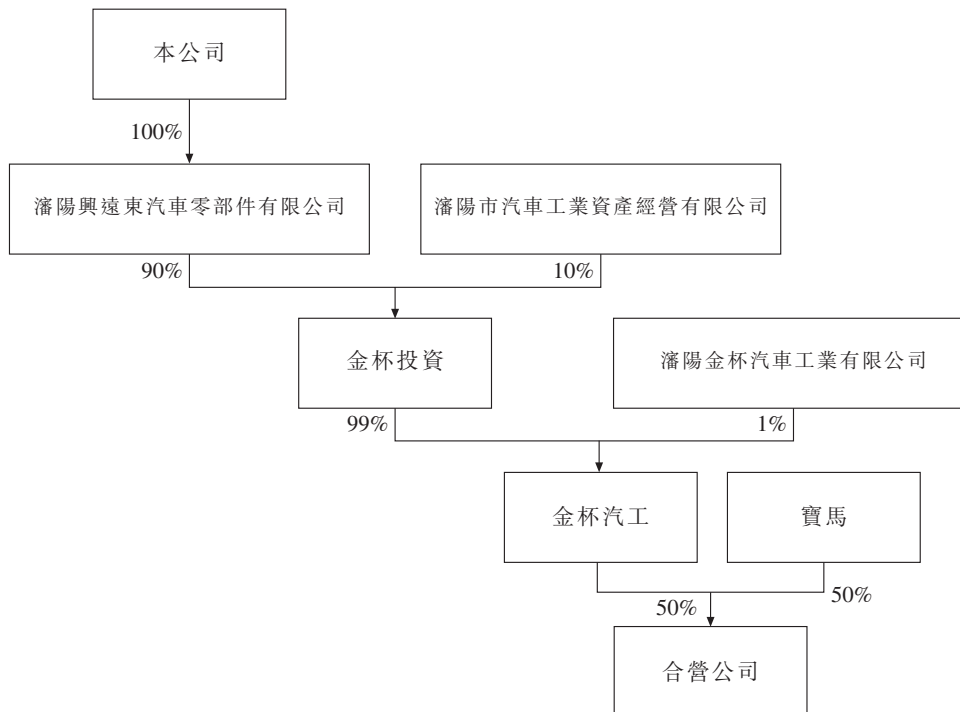 本公司
100%
瀋陽興遠東汽車零部件有限公司
瀋陽市汽車工業資產經營有限公司
90%
10%
金杯投資
瀋陽金杯汽車工業有限公司
99%
1%
金杯汽工
寶馬
50%
50%
合營公司